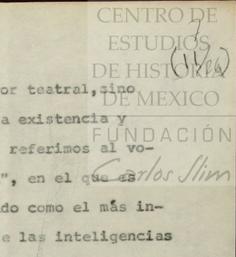 CENTRO DE
ESTUDIOS
DE HISTORIA
DE MEXICO
FUNDACIÓN
Carlos Slim
or teatral, sino
a existencia y
referimos al vo-
", en el que es
do como el más in-
e las inteligencias